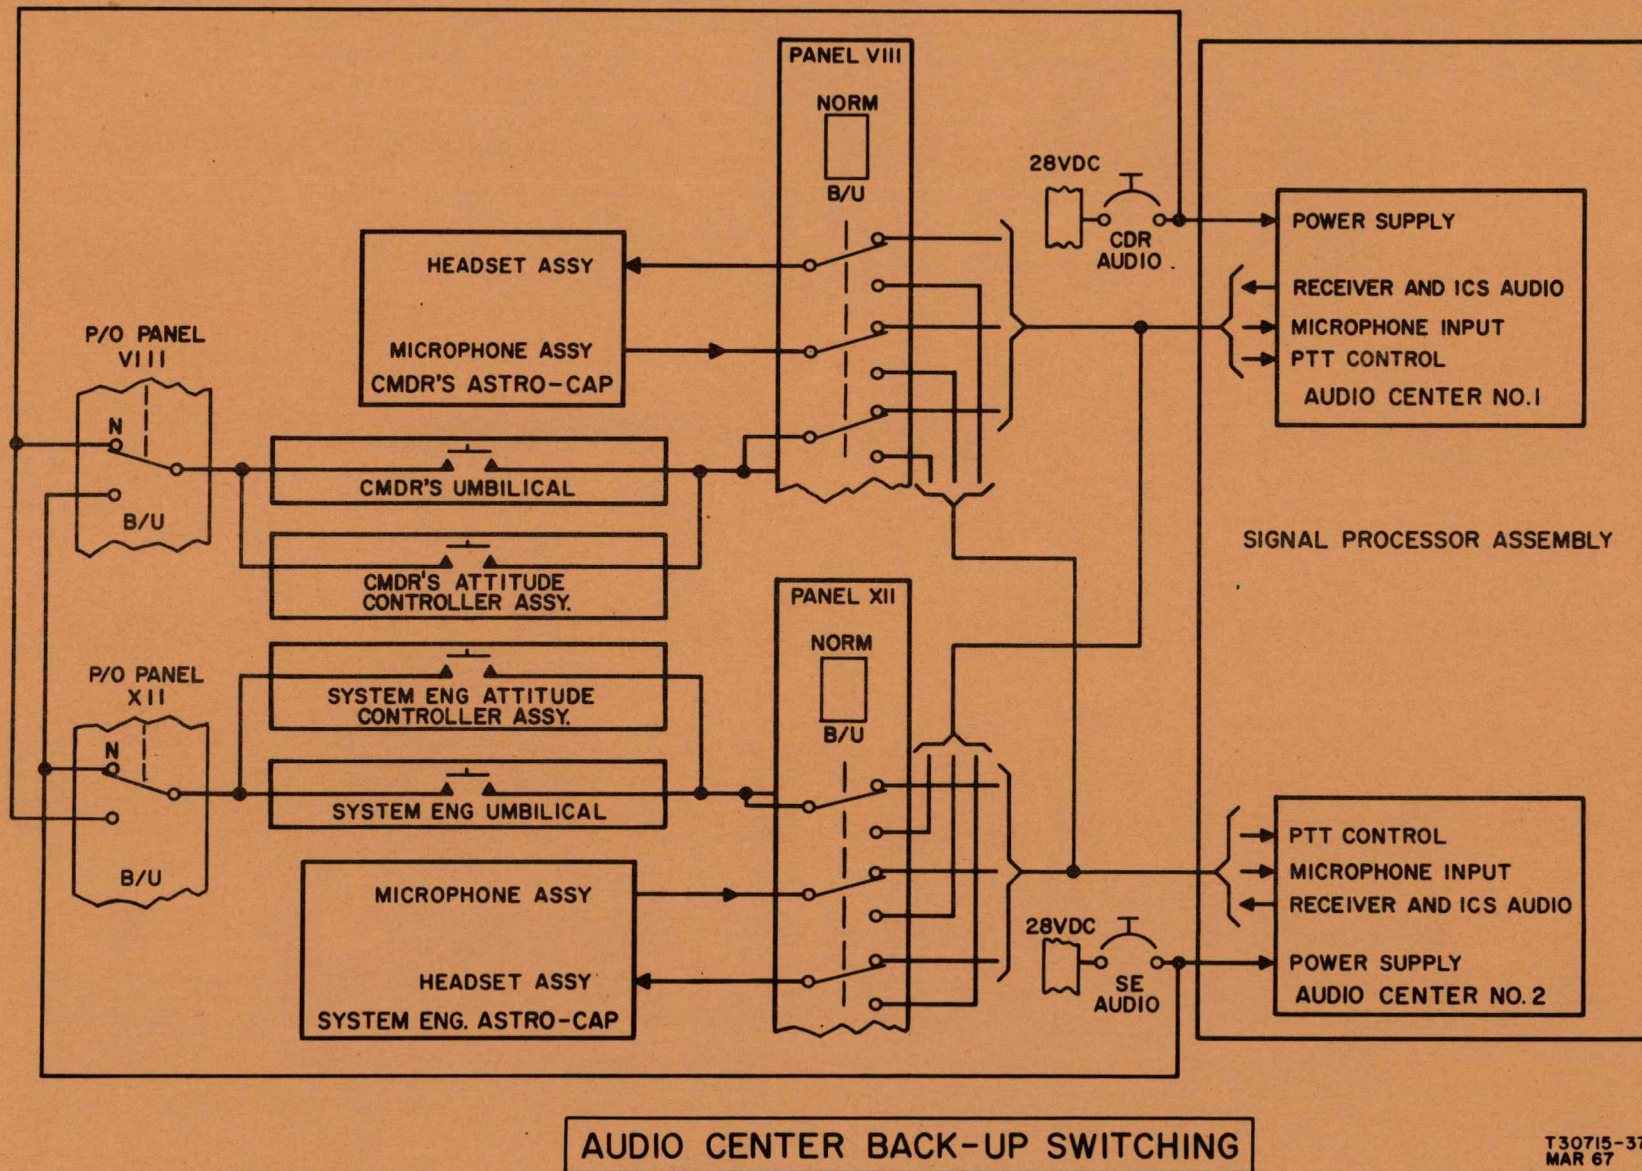 PANEL VIII
NORM
B/U
28VDC
CDR
AUDIO
POWER SUPPLY
RECEIVER AND ICS AUDIO
MICROPHONE INPUT
PTT CONTROL
AUDIO CENTER NO.1
HEADSET ASSY
MICROPHONE ASSY
CMDR'S ASTRO-CAP
P/O PANEL
VIII
N
B/U
CMDR'S UMBILICAL
CMDR'S ATTITUDE
CONTROLLER ASSY.
SIGNAL PROCESSOR ASSEMBLY
PANEL XII
NORM
B/U
P/O PANEL
XII
N
B/U
SYSTEM ENG ATTITUDE
CONTROLLER ASSY.
SYSTEM ENG UMBILICAL
MICROPHONE ASSY
HEADSET ASSY
SYSTEM ENG. ASTRO-CAP
28VDC
SE
AUDIO
PTT CONTROL
MICROPHONE INPUT
RECEIVER AND ICS AUDIO
POWER SUPPLY
AUDIO CENTER NO.2
AUDIO CENTER BACK-UP SWITCHING
T30715-37
MAR 67